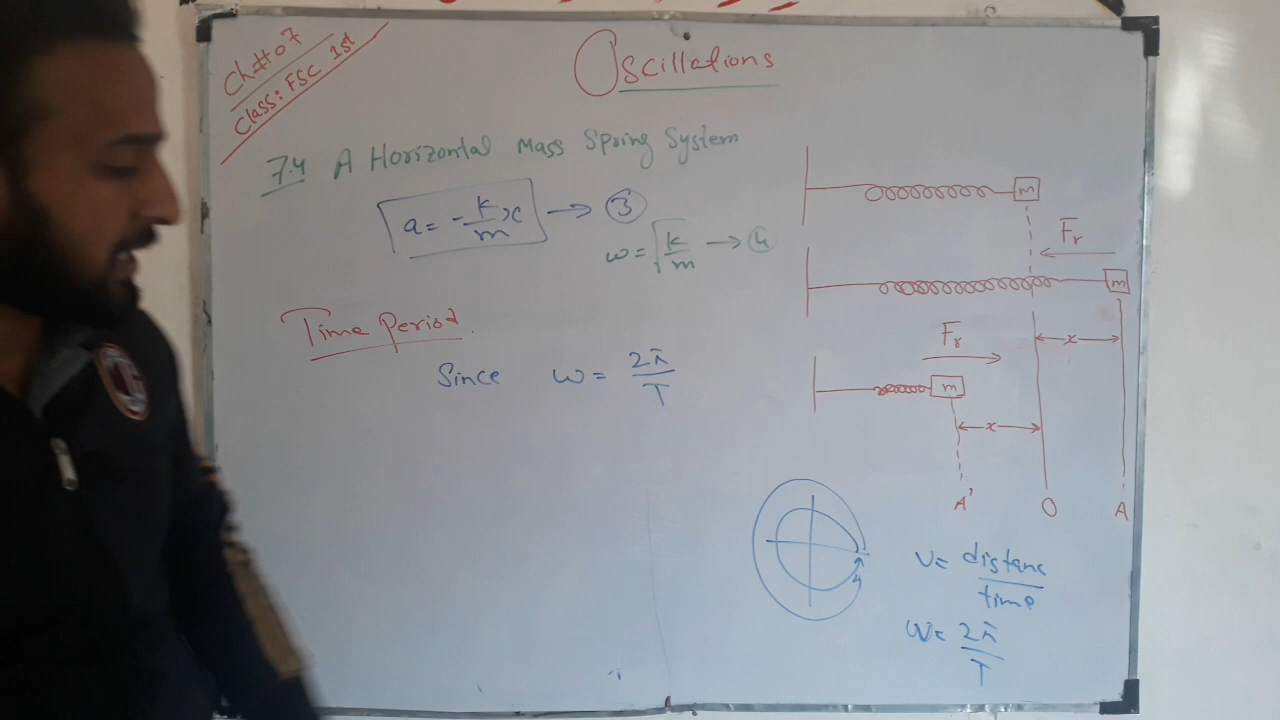 Ch#07
Class: FSC 1st
Oscillations
7.4 A Horizontal Mass Spring System
a = -k/m x → 3
ω = √k/m → 4
Time Period.
Since ω = 2π/T
m
Fr
m
x
Fr
m
x
A' O A
v = distanc/time
ω = 2π/T